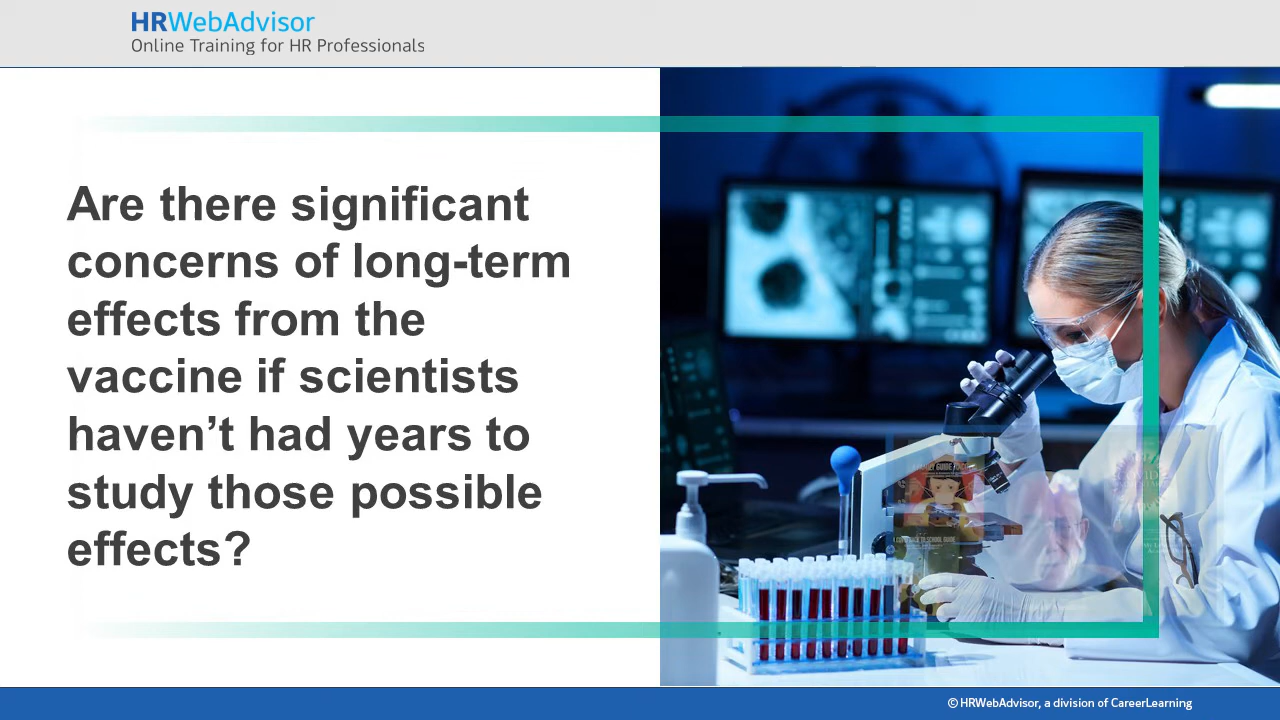 HRWebAdvisor
Online Training for HR Professionals
Are there significant
concerns of long-term
effects from the
vaccine if scientists
haven’t had years to
study those possible
effects?
© HRWebAdvisor, a division of CareerLearning